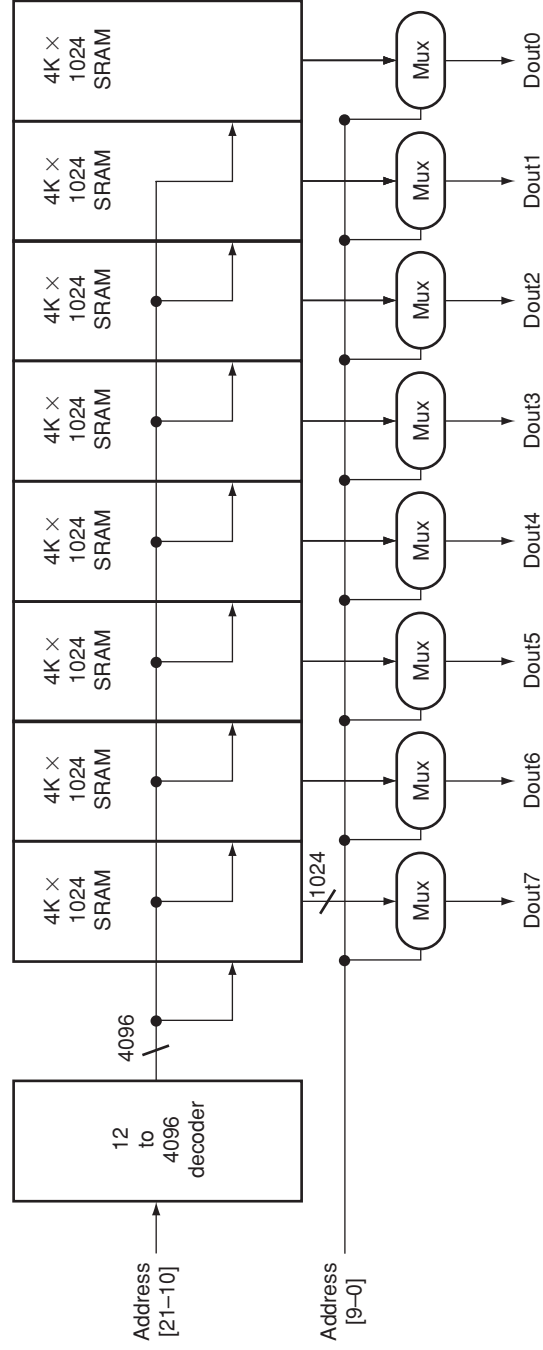 Address
[21–10]
12
to
4096
decoder
4096
4K ×
1024
SRAM
4K ×
1024
SRAM
4K ×
1024
SRAM
4K ×
1024
SRAM
4K ×
1024
SRAM
4K ×
1024
SRAM
4K ×
1024
SRAM
4K ×
1024
SRAM
Address
[9–0]
1024
Mux
Mux
Mux
Mux
Mux
Mux
Mux
Mux
Dout7
Dout6
Dout5
Dout4
Dout3
Dout2
Dout1
Dout0